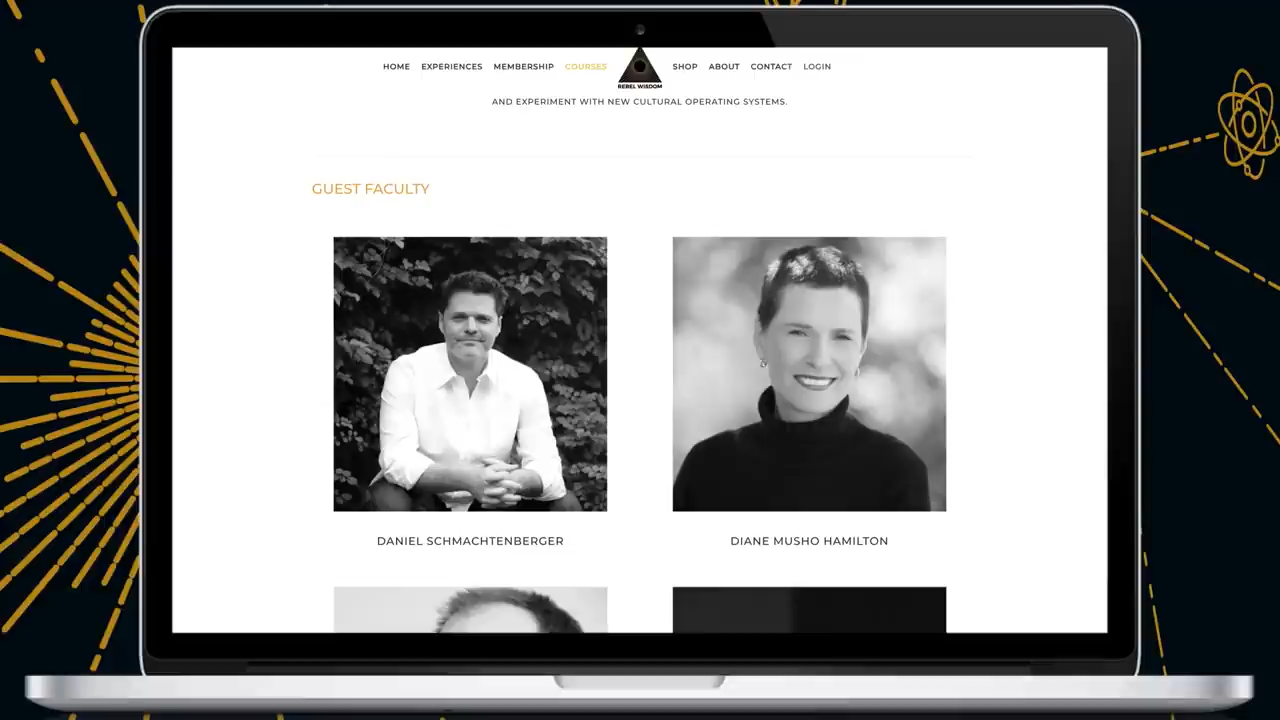 HOME EXPERIENCES MEMBERSHIP COURSES REBEL WISDOM SHOP ABOUT CONTACT LOGIN
AND EXPERIMENT WITH NEW CULTURAL OPERATING SYSTEMS.
GUEST FACULTY
DANIEL SCHMACHTENBERGER
DIANE MUSHO HAMILTON